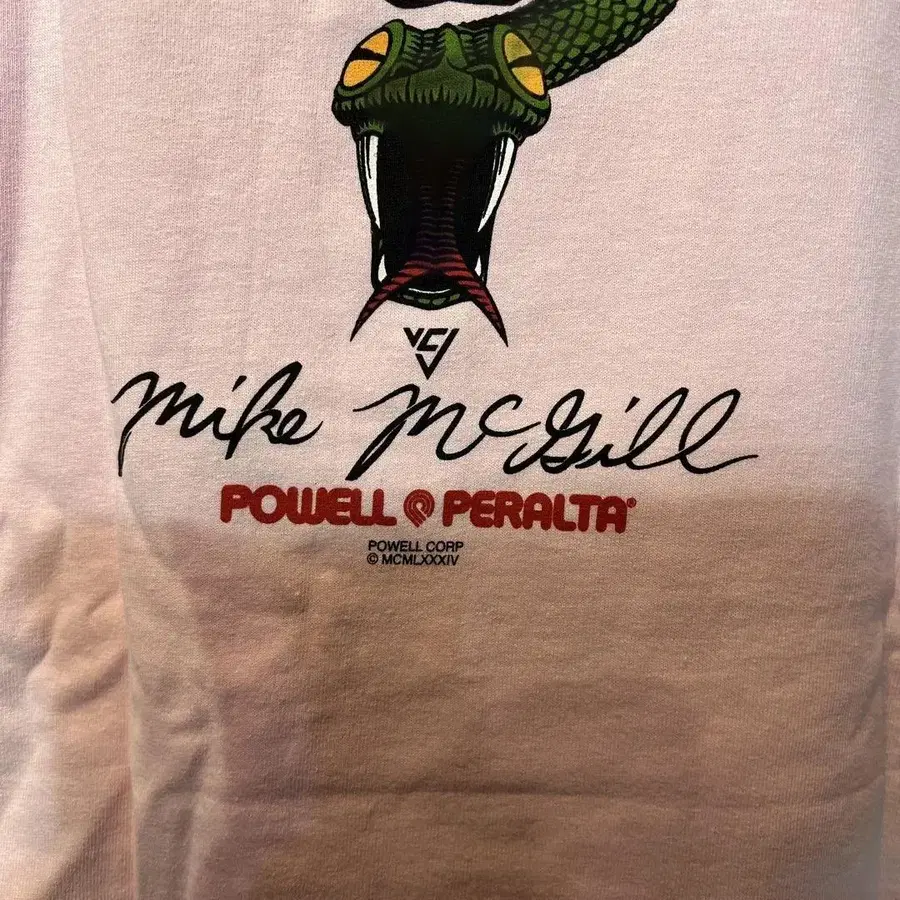 Mike McGill
POWELL PERALTA®
POWELL CORP
© MCMLXXXIV